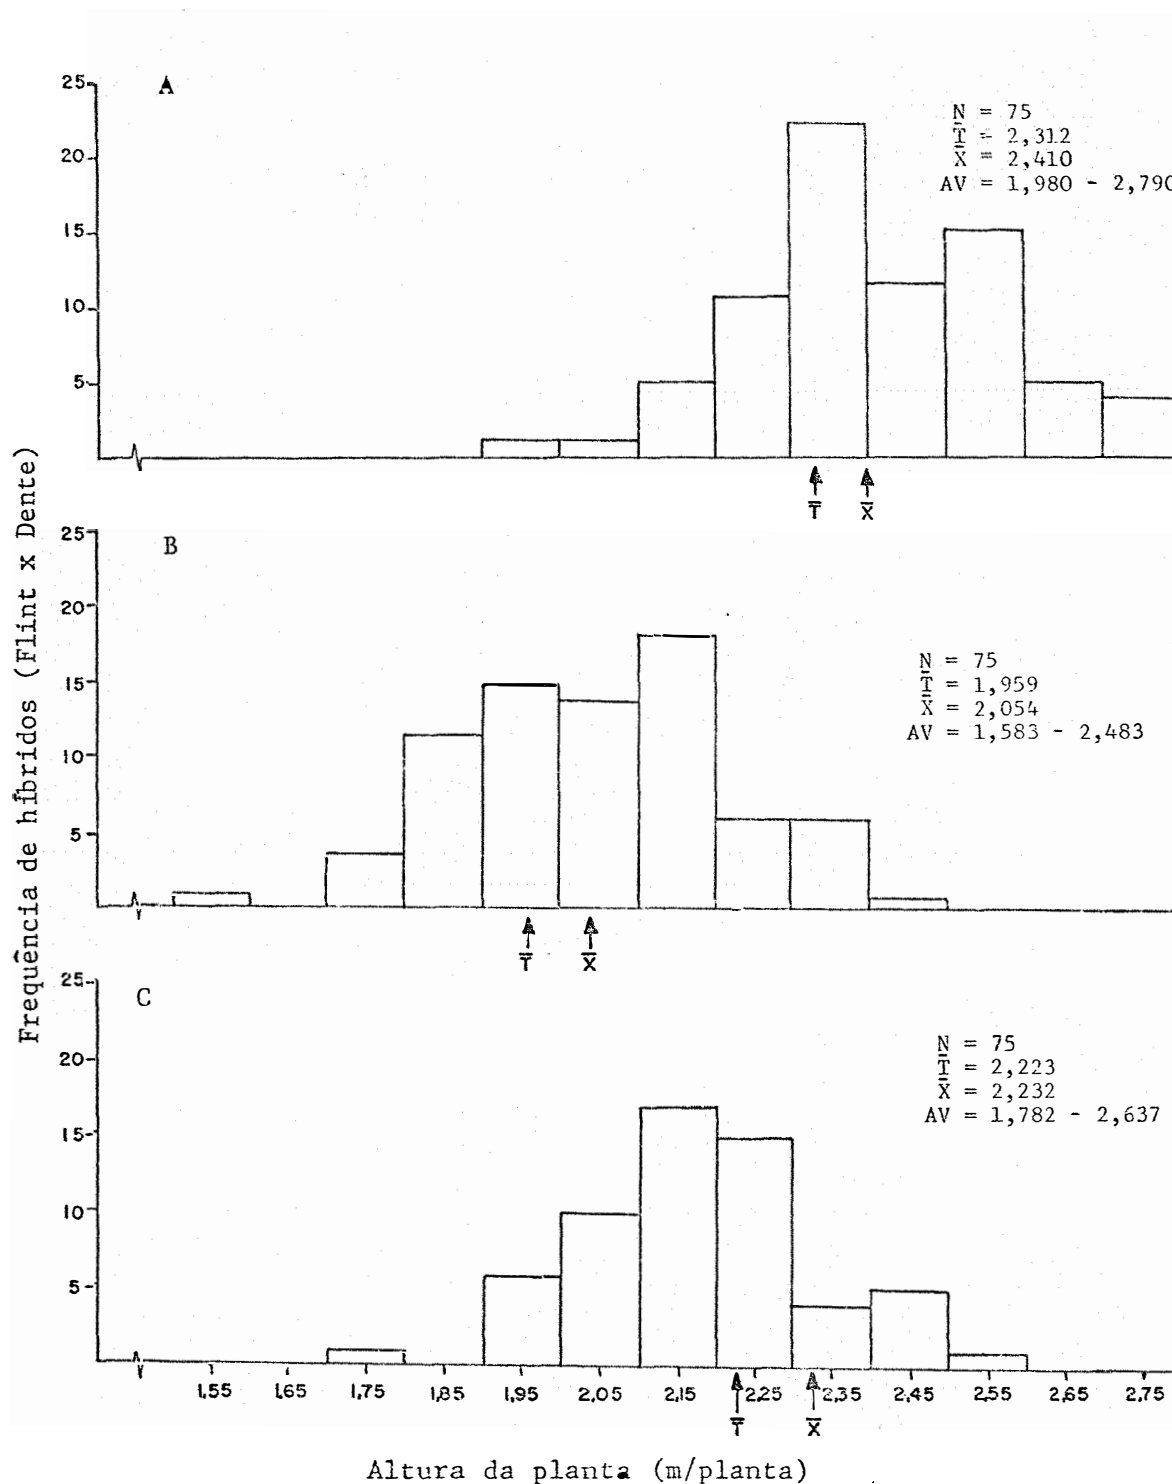 Frequência de híbridos (Flint x Dente)
A
25
20
15
10
5
N = 75
T̄ = 2,312
X̄ = 2,410
AV = 1,980 - 2,790
T̄ X̄
B
25
20
15
10
5
N = 75
T̄ = 1,959
X̄ = 2,054
AV = 1,583 - 2,483
T̄ X̄
C
25
20
15
10
5
N = 75
T̄ = 2,223
X̄ = 2,232
AV = 1,782 - 2,637
1,55 1,65 1,75 1,85 1,95 2,05 2,15 2,25 2,35 2,45 2,55 2,65 2,75
T̄ X̄
Altura da planta (m/planta)